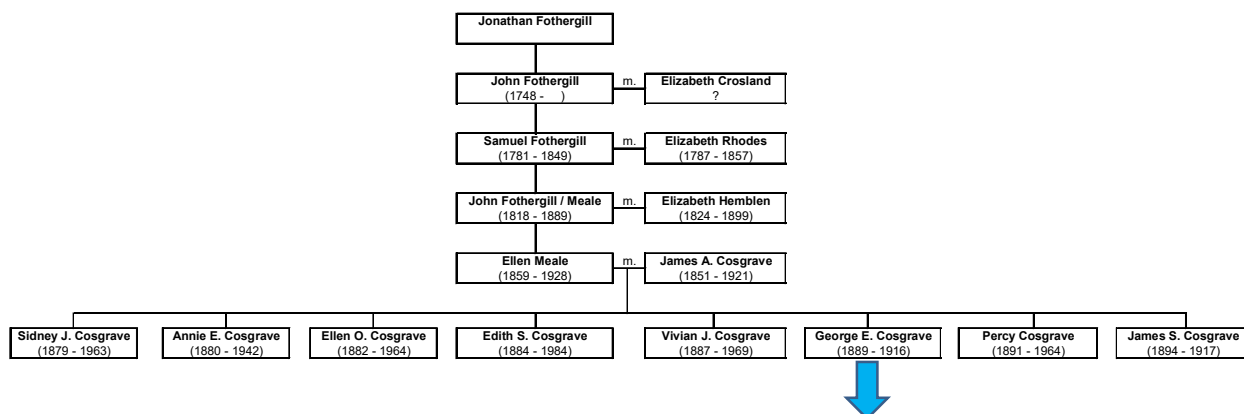 Jonathan Fothergill
John Fothergill m. Elizabeth Crosland
(1748 - ) ?
Samuel Fothergill m. Elizabeth Rhodes
(1781 - 1849) (1787 - 1857)
John Fothergill / Meale m. Elizabeth Hemblen
(1818 - 1889) (1824 - 1899)
Ellen Meale m. James A. Cosgrave
(1859 - 1928) (1851 - 1921)
Sidney J. Cosgrave Annie E. Cosgrave Ellen O. Cosgrave Edith S. Cosgrave Vivian J. Cosgrave George E. Cosgrave Percy Cosgrave James S. Cosgrave
(1879 - 1963) (1880 - 1942) (1882 - 1964) (1884 - 1984) (1887 - 1969) (1889 - 1916) (1891 - 1964) (1894 - 1917)